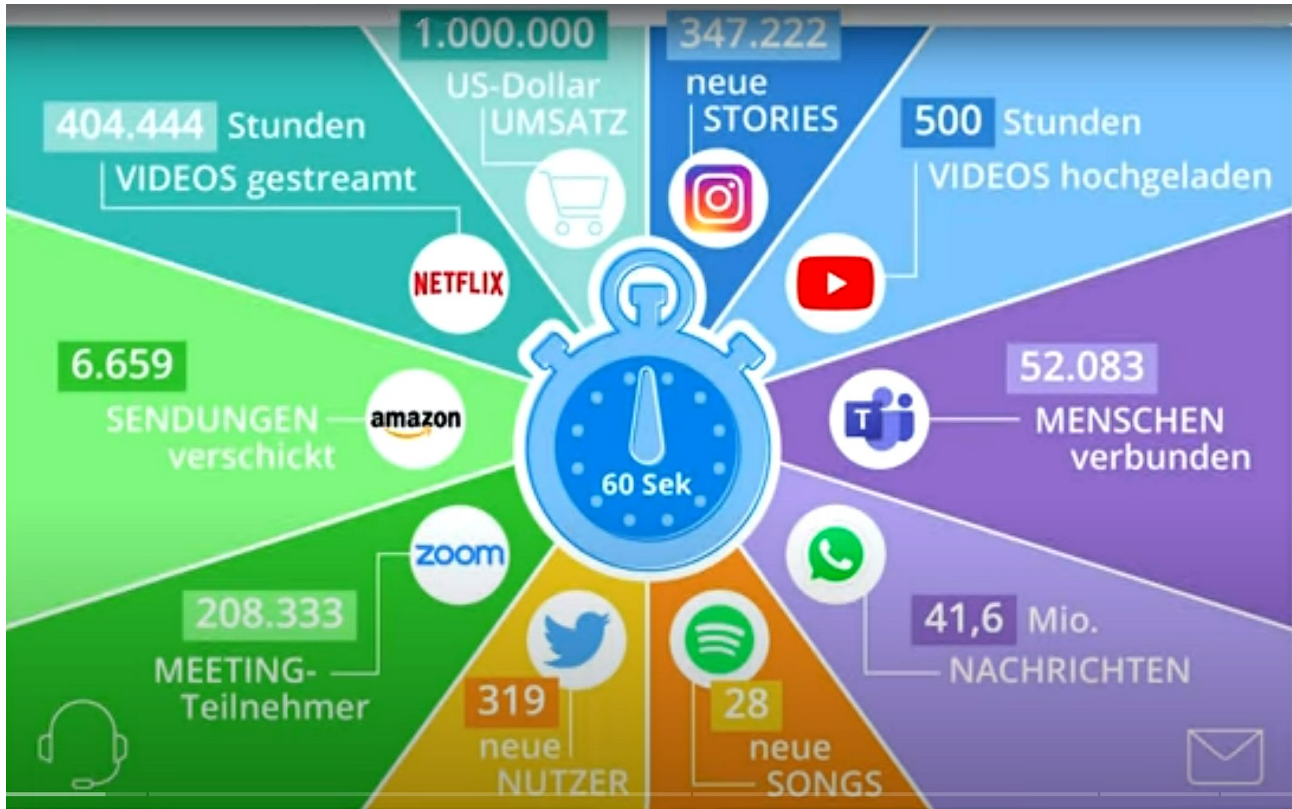 1.000.000
US-Dollar
UMSATZ
347.222
neue
STORIES
500 Stunden
VIDEOS hochgeladen
52.083
MENSCHEN
verbunden
41,6 Mio.
NACHRICHTEN
28
neue
SONGS
319
neue
NUTZER
zoom
208.333
MEETING-
Teilnehmer
6.659
SENDUNGEN
verschickt
amazon
404.444 Stunden
VIDEOS gestreamt
NETFLIX
T
60 Sek